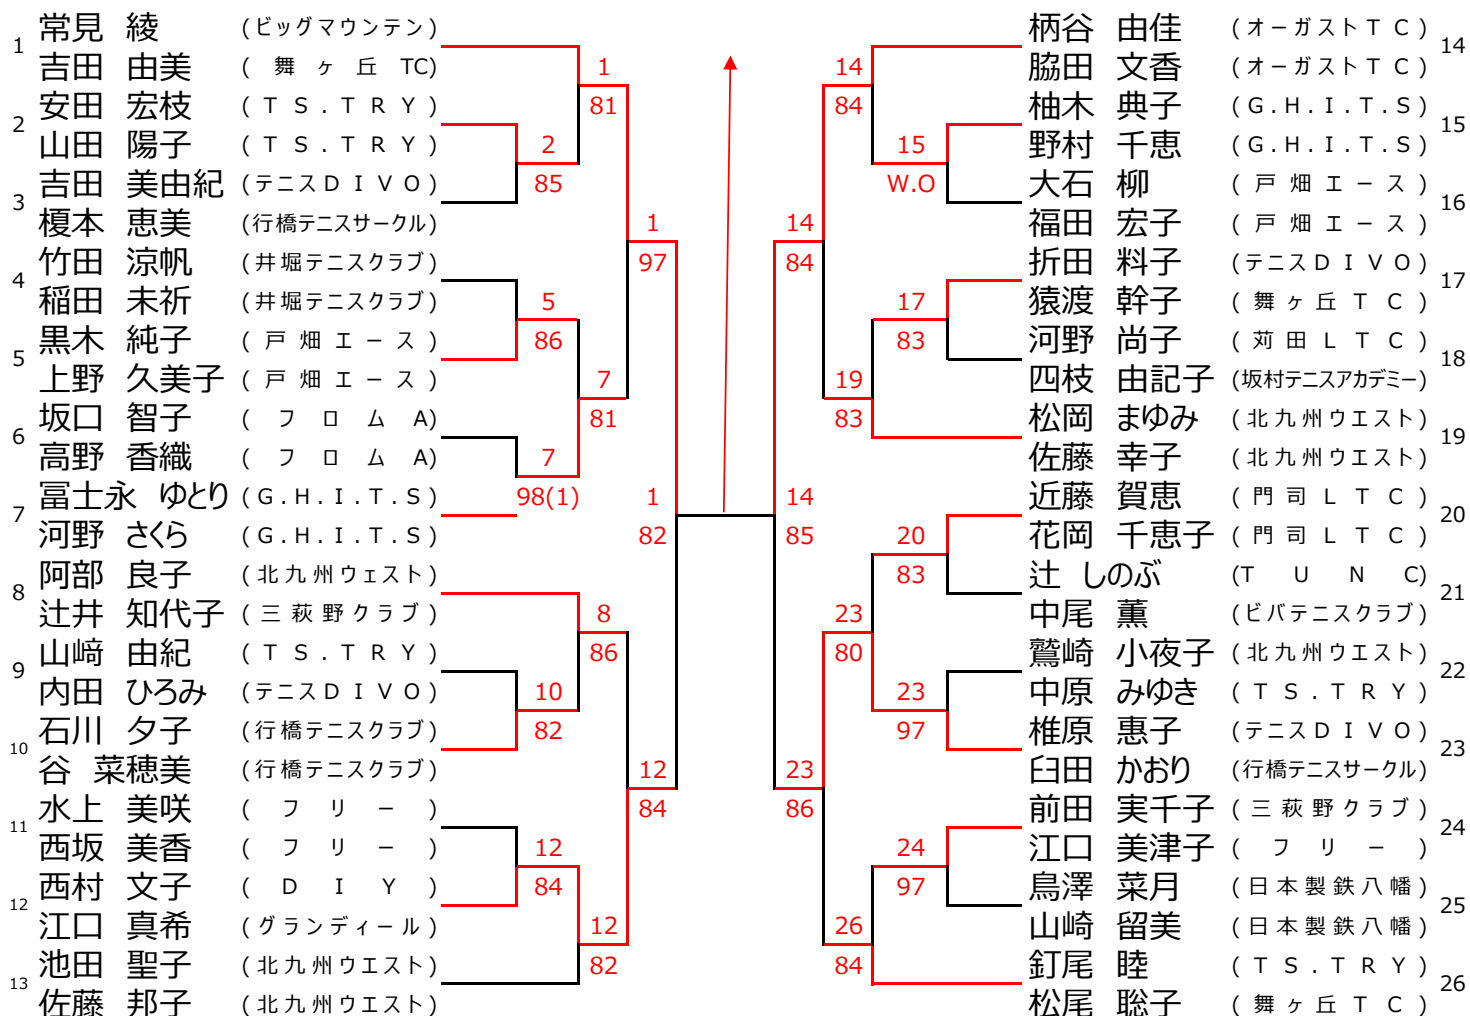 1 常見 綾 (ビッグマウンテン)
吉田 由美 (舞ヶ丘 TC)
2 安田 宏枝 (TS.TRY)
山田 陽子 (TS.TRY)
3 吉田 美由紀 (テニスDIVO)
榎本 恵美 (行橋テニスサークル)
4 竹田 涼帆 (井堀テニスクラブ)
稲田 未祈 (井堀テニスクラブ)
5 黒木 純子 (戸畑エース)
上野 久美子 (戸畑エース)
6 坂口 智子 (フロムA)
高野 香織 (フロムA)
7 冨士永 ゆとり (G.H.I.T.S)
河野 さくら (G.H.I.T.S)
8 阿部 良子 (北九州ウェスト)
辻井 知代子 (三萩野クラブ)
9 山﨑 由紀 (TS.TRY)
内田 ひろみ (テニスDIVO)
10 石川 夕子 (行橋テニスクラブ)
谷 菜穂美 (行橋テニスクラブ)
11 水上 美咲 (フリー)
西坂 美香 (フリー)
12 西村 文子 (DIY)
江口 真希 (グランディール)
13 池田 聖子 (北九州ウエスト)
佐藤 邦子 (北九州ウエスト)
2
85
5
86
7
98(1)
10
82
12
84
1
81
7
81
8
86
12
82
1
97
12
84
1
82
14
85
14
84
23
86
14
84
19
83
23
80
26
84
15
W.O
17
83
20
83
23
97
24
97
柄谷 由佳 (オーガストTC) 14
脇田 文香 (オーガストTC)
柚木 典子 (G.H.I.T.S) 15
野村 千恵 (G.H.I.T.S)
大石 柳 (戸畑エース) 16
福田 宏子 (戸畑エース)
折田 料子 (テニスDIVO) 17
猿渡 幹子 (舞ヶ丘TC)
河野 尚子 (苅田LTC) 18
四枝 由記子 (坂村テニスアカデミー)
松岡 まゆみ (北九州ウエスト) 19
佐藤 幸子 (北九州ウエスト)
近藤 賀恵 (門司LTC) 20
花岡 千恵子 (門司LTC)
辻 しのぶ (TUNC) 21
中尾 薫 (ビバテニスクラブ)
鷲崎 小夜子 (北九州ウエスト) 22
中原 みゆき (TS.TRY)
椎原 惠子 (テニスDIVO) 23
臼田 かおり (行橋テニスサークル)
前田 実千子 (三萩野クラブ) 24
江口 美津子 (フリー)
鳥澤 菜月 (日本製鉄八幡) 25
山崎 留美 (日本製鉄八幡)
釘尾 睦 (TS.TRY) 26
松尾 聡子 (舞ヶ丘TC)